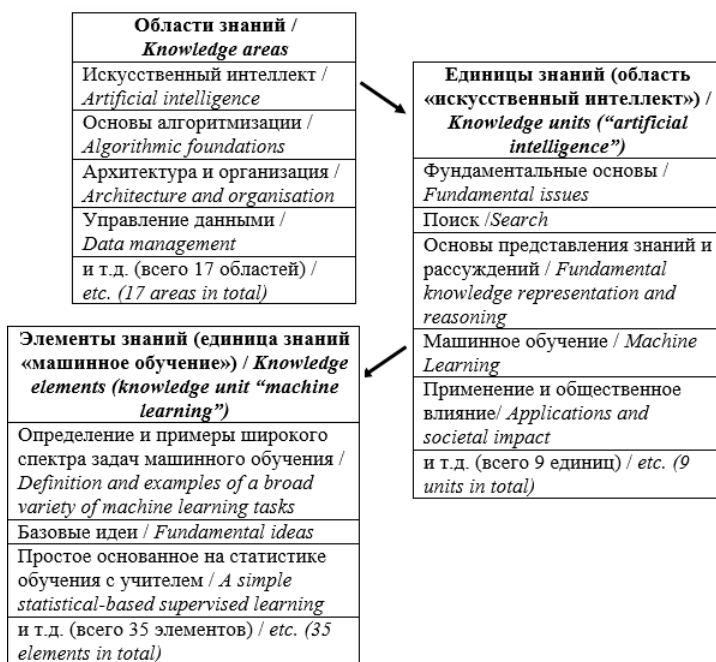 Области знаний /
Knowledge areas
Искусственный интеллект /
Artificial intelligence
Основы алгоритмизации /
Algorithmic foundations
Архитектура и организация /
Architecture and organisation
Управление данными /
Data management
и т.д. (всего 17 областей) /
etc. (17 areas in total)
Единицы знаний (область
«искусственный интеллект») /
Knowledge units (“artificial
intelligence”)
Фундаментальные основы /
Fundamental issues
Поиск /Search
Основы представления знаний и
рассуждений / Fundamental
knowledge representation and
reasoning
Машинное обучение / Machine
Learning
Применение и общественное
влияние/ Applications and
societal impact
и т.д. (всего 9 единиц) / etc. (9
units in total)
Элементы знаний (единица знаний
«машинное обучение») / Knowledge
elements (knowledge unit “machine
learning”)
Определение и примеры широкого
спектра задач машинного обучения /
Definition and examples of a broad
variety of machine learning tasks
Базовые идеи / Fundamental ideas
Простое основанное на статистике
обучения с учителем / A simple
statistical-based supervised learning
и т.д. (всего 35 элементов) / etc. (35
elements in total)